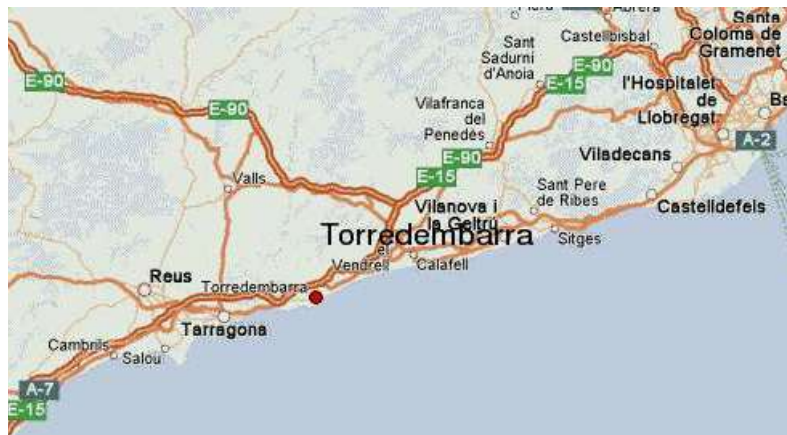 Abrera
Santa
Coloma de
Gramenet
Castellbisbal
Sant
Sadurní
d'Anoia
E-90
E-15
E-90
l'Hospitalet
de
Llobregat
Vilafranca
del
Penedès
E-90
A-2
E-90
E-15
Viladecans
Valls
Sant Pere
de Ribes
Vilanova i
la Geltrú
Castelldefels
Torredembarra
Sitges
el
Vendrell
Calafell
Reus
Torredembarra
Tarragona
Cambrils
Salou
A-7
E-15